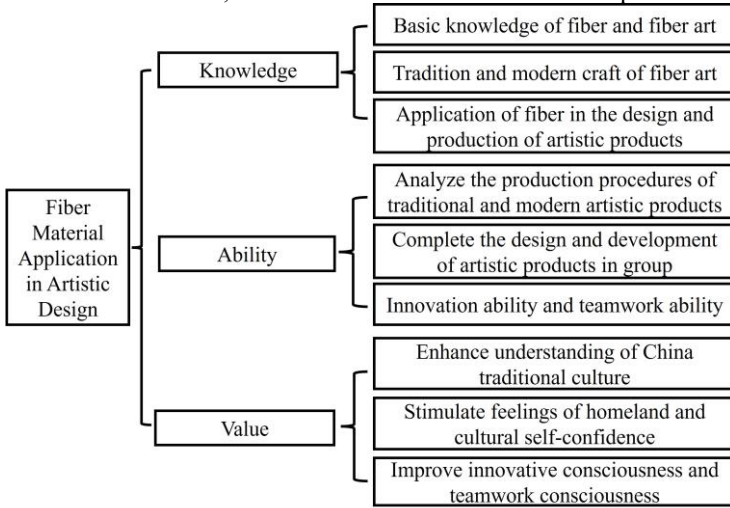 Basic knowledge of fiber and fiber art
Knowledge
Tradition and modern craft of fiber art
Application of fiber in the design and
production of artistic products
Fiber
Material
Application
in Artistic
Design
Analyze the production procedures of
traditional and modern artistic products
Ability
Complete the design and development
of artistic products in group
Innovation ability and teamwork ability
Enhance understanding of China
traditional culture
Value
Stimulate feelings of homeland and
cultural self-confidence
Improve innovative consciousness and
teamwork consciousness